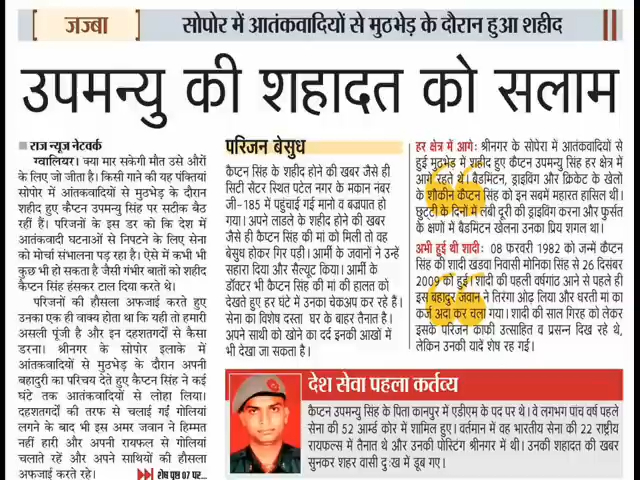 जज्बा
सोपोर में आतंकवादियों से मुठभेड़ के दौरान हुआ शहीद
उपमन्यु की शहादत को सलाम
■ राज न्यूज नेटवर्क
ग्वालियर। क्या मार सकेगी मौत उसे औरों
के लिए जो जीता है। किसी गाने की यह पंक्तियां
सोपोर में आतंकवादियों से मुठभेड़ के दौरान
शहीद हुए कैप्टन उपमन्यु सिंह पर सटीक बैठ
रहीं हैं। परिजनों के इस डर को कि देश में
आतंकवादी घटनाओं से निपटने के लिए सेना
को मोर्चा संभालना पड़ रहा है। ऐसे में कभी भी
कुछ भी हो सकता है जैसी गंभीर बातों को शहीद
कैप्टन सिंह हंसकर टाल दिया करते थे।
परिजनों की हौसला अफजाई करते हुए
उनका एक ही वाक्य होता था कि यही तो हमारी
असली पूंजी है और इन दहशतगर्दों से कैसा
डरना। श्रीनगर के सोपोर इलाके में
आतंकवादियों से मुठभेड़ के दौरान अपनी
बहादुरी का परिचय देते हुए कैप्टन सिंह ने कई
घंटे तक आतंकवादियों से लोहा लिया।
दहशतगर्दों की तरफ से चलाई गईं गोलियां
लगने के बाद भी इस अमर जवान ने हिम्मत
नहीं हारी और अपनी रायफल से गोलियां
चलाते रहें और अपने साथियों की हौसला
अफजाई करते रहे। शेष पृष्ठ 07 पर...
परिजन बेसुध
कैप्टन सिंह के शहीद होने की खबर जैसे ही
सिटी सेंटर स्थित पटेल नगर के मकान नंबर
जी-185 में पहुंचाई गई मानो व बज्रपात हो
गया। अपने लाडले के शहीद होने की खबर
जैसे ही कैप्टन सिंह की मां को मिली तो वह
बेसुध होकर गिर पड़ी। आर्मी के जवानों ने उन्हें
सहारा दिया और सैल्यूट किया। आर्मी के
डॉक्टर भी कैप्टन सिंह की मां की हालत को
देखते हुए हर घंटे में उनका चेकअप कर रहे है।
सेना का विशेष दस्ता घर के बाहर तैनात है।
अपने साथी को खोने का दर्द इनकी आखों में
भी देखा जा सकता है।
हर क्षेत्र में आगे: श्रीनगर के सोपेरा में आतंकवादियों से
हुई मुठभेड़ में शहीद हुए कैप्टन उपमन्यु सिंह हर क्षेत्र में
आगे रहते थे। बैडमिंटन, ड्राइविंग और क्रिकेट के खेलो
के शौकीन कैप्टन सिंह को इन सबमें महारत हासिल थी।
छुटटी के दिनों में लंबी दूरी की ड्राइविंग करना और फुर्सत
के क्षणों में बैडमिंटन खेलना उनका प्रिय शगल था।
अभी हुई थी शादी: 08 फरवरी 1982 को जन्में कैप्टन
सिंह की शादी खंडवा निवासी मोनिका सिंह से 26 दिसंबर
2009 को हुई। शादी की पहली वर्षगांठ आने से पहले ही
इस बहादुर जवान ने तिरंगा ओढ़ लिया और धरती मां का
कर्ज अदा कर चला गया। शादी की साल गिरह को लेकर
इसके परिजन काफी उत्साहित व प्रसन्न दिख रहे थे,
लेकिन उनकी यादें शेष रह गई।
देश सेवा पहला कर्तव्य
कैप्टन उपमन्यु सिंह के पिता कानपुर में एडीएम के पद पर थे। वे लगभग पांच वर्ष पहले
सेना की 52 आर्म्ड कोर में शामिल हुए। वर्तमान में वह भारतीय सेना की 22 राष्ट्रीय
रायफल्स में तैनात थे और उनकी पोस्टिंग श्रीनगर में थी। उनकी शहादत की खबर
सुनकर शहर वासी दु:ख में डूब गए।